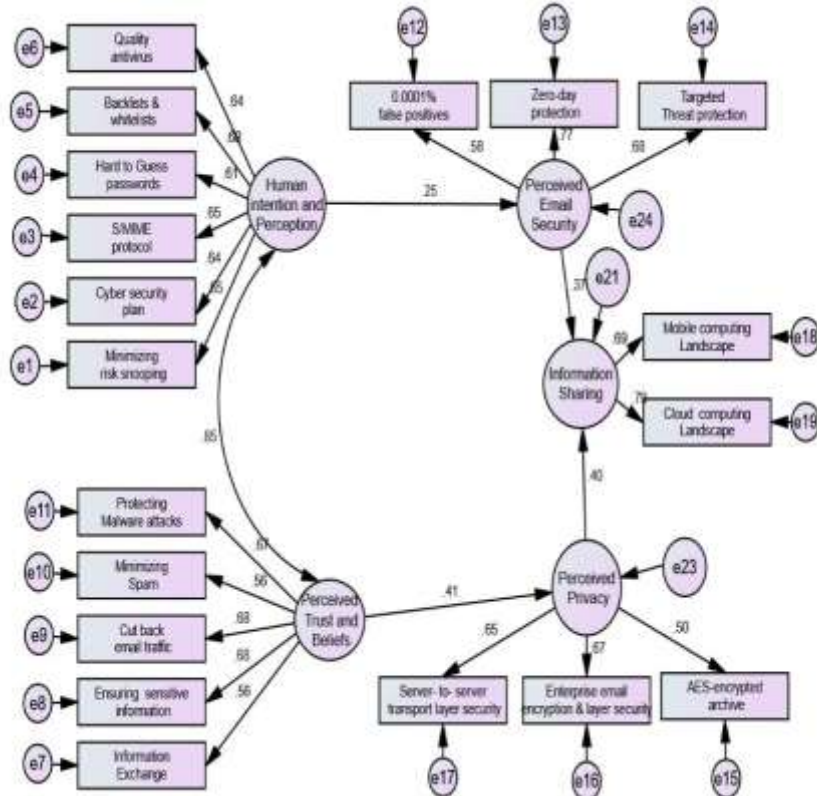 e6
Quality
antivirus
e5
Backlists &
whitelists
e4
Hard to Guess
passwords
e3
S/MIME
protocol
e2
Cyber security
plan
e1
Minimizing
risk snooping
.64
.68
.61
.65
.64
.65
Human
intention and
Perception
.25
e12
e13
e14
0.0001%
false positives
Zero-day
protection
Targeted
Threat protection
.58
.77
.68
Perceived
Email
Security
e24
e21
.37
Information
Sharing
.69
Mobile computing
Landscape
e18
.79
Cloud computing
Landscape
e19
.40
.85
e11
Protecting
Malware attacks
e10
Minimizing
Spam
e9
Cut back
email traffic
e8
Ensuring sensitive
information
e7
Information
Exchange
.67
.56
.68
.68
.56
Perceived
Trust and
Beliefs
.41
Perceived
Privacy
e23
.65
.67
.50
Server- to- server
transport layer security
Enterprise email
encryption & layer security
AES-encrypted
archive
e17
e16
e15